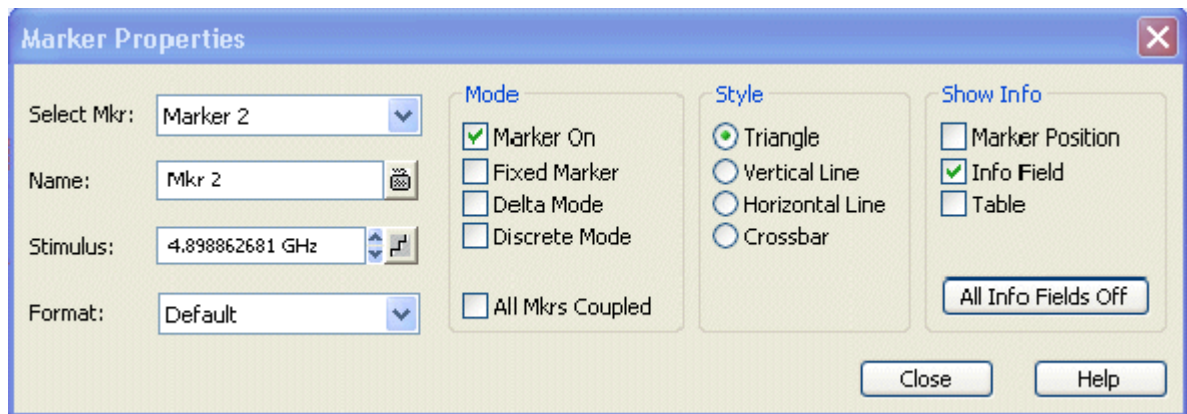 Marker Properties
Select Mkr: Marker 2
Name: Mkr 2
Stimulus: 4.898862681 GHz
Format: Default
Mode
Marker On
Fixed Marker
Delta Mode
Discrete Mode
All Mkrs Coupled
Style
Triangle
Vertical Line
Horizontal Line
Crossbar
Show Info
Marker Position
Info Field
Table
All Info Fields Off
Close
Help